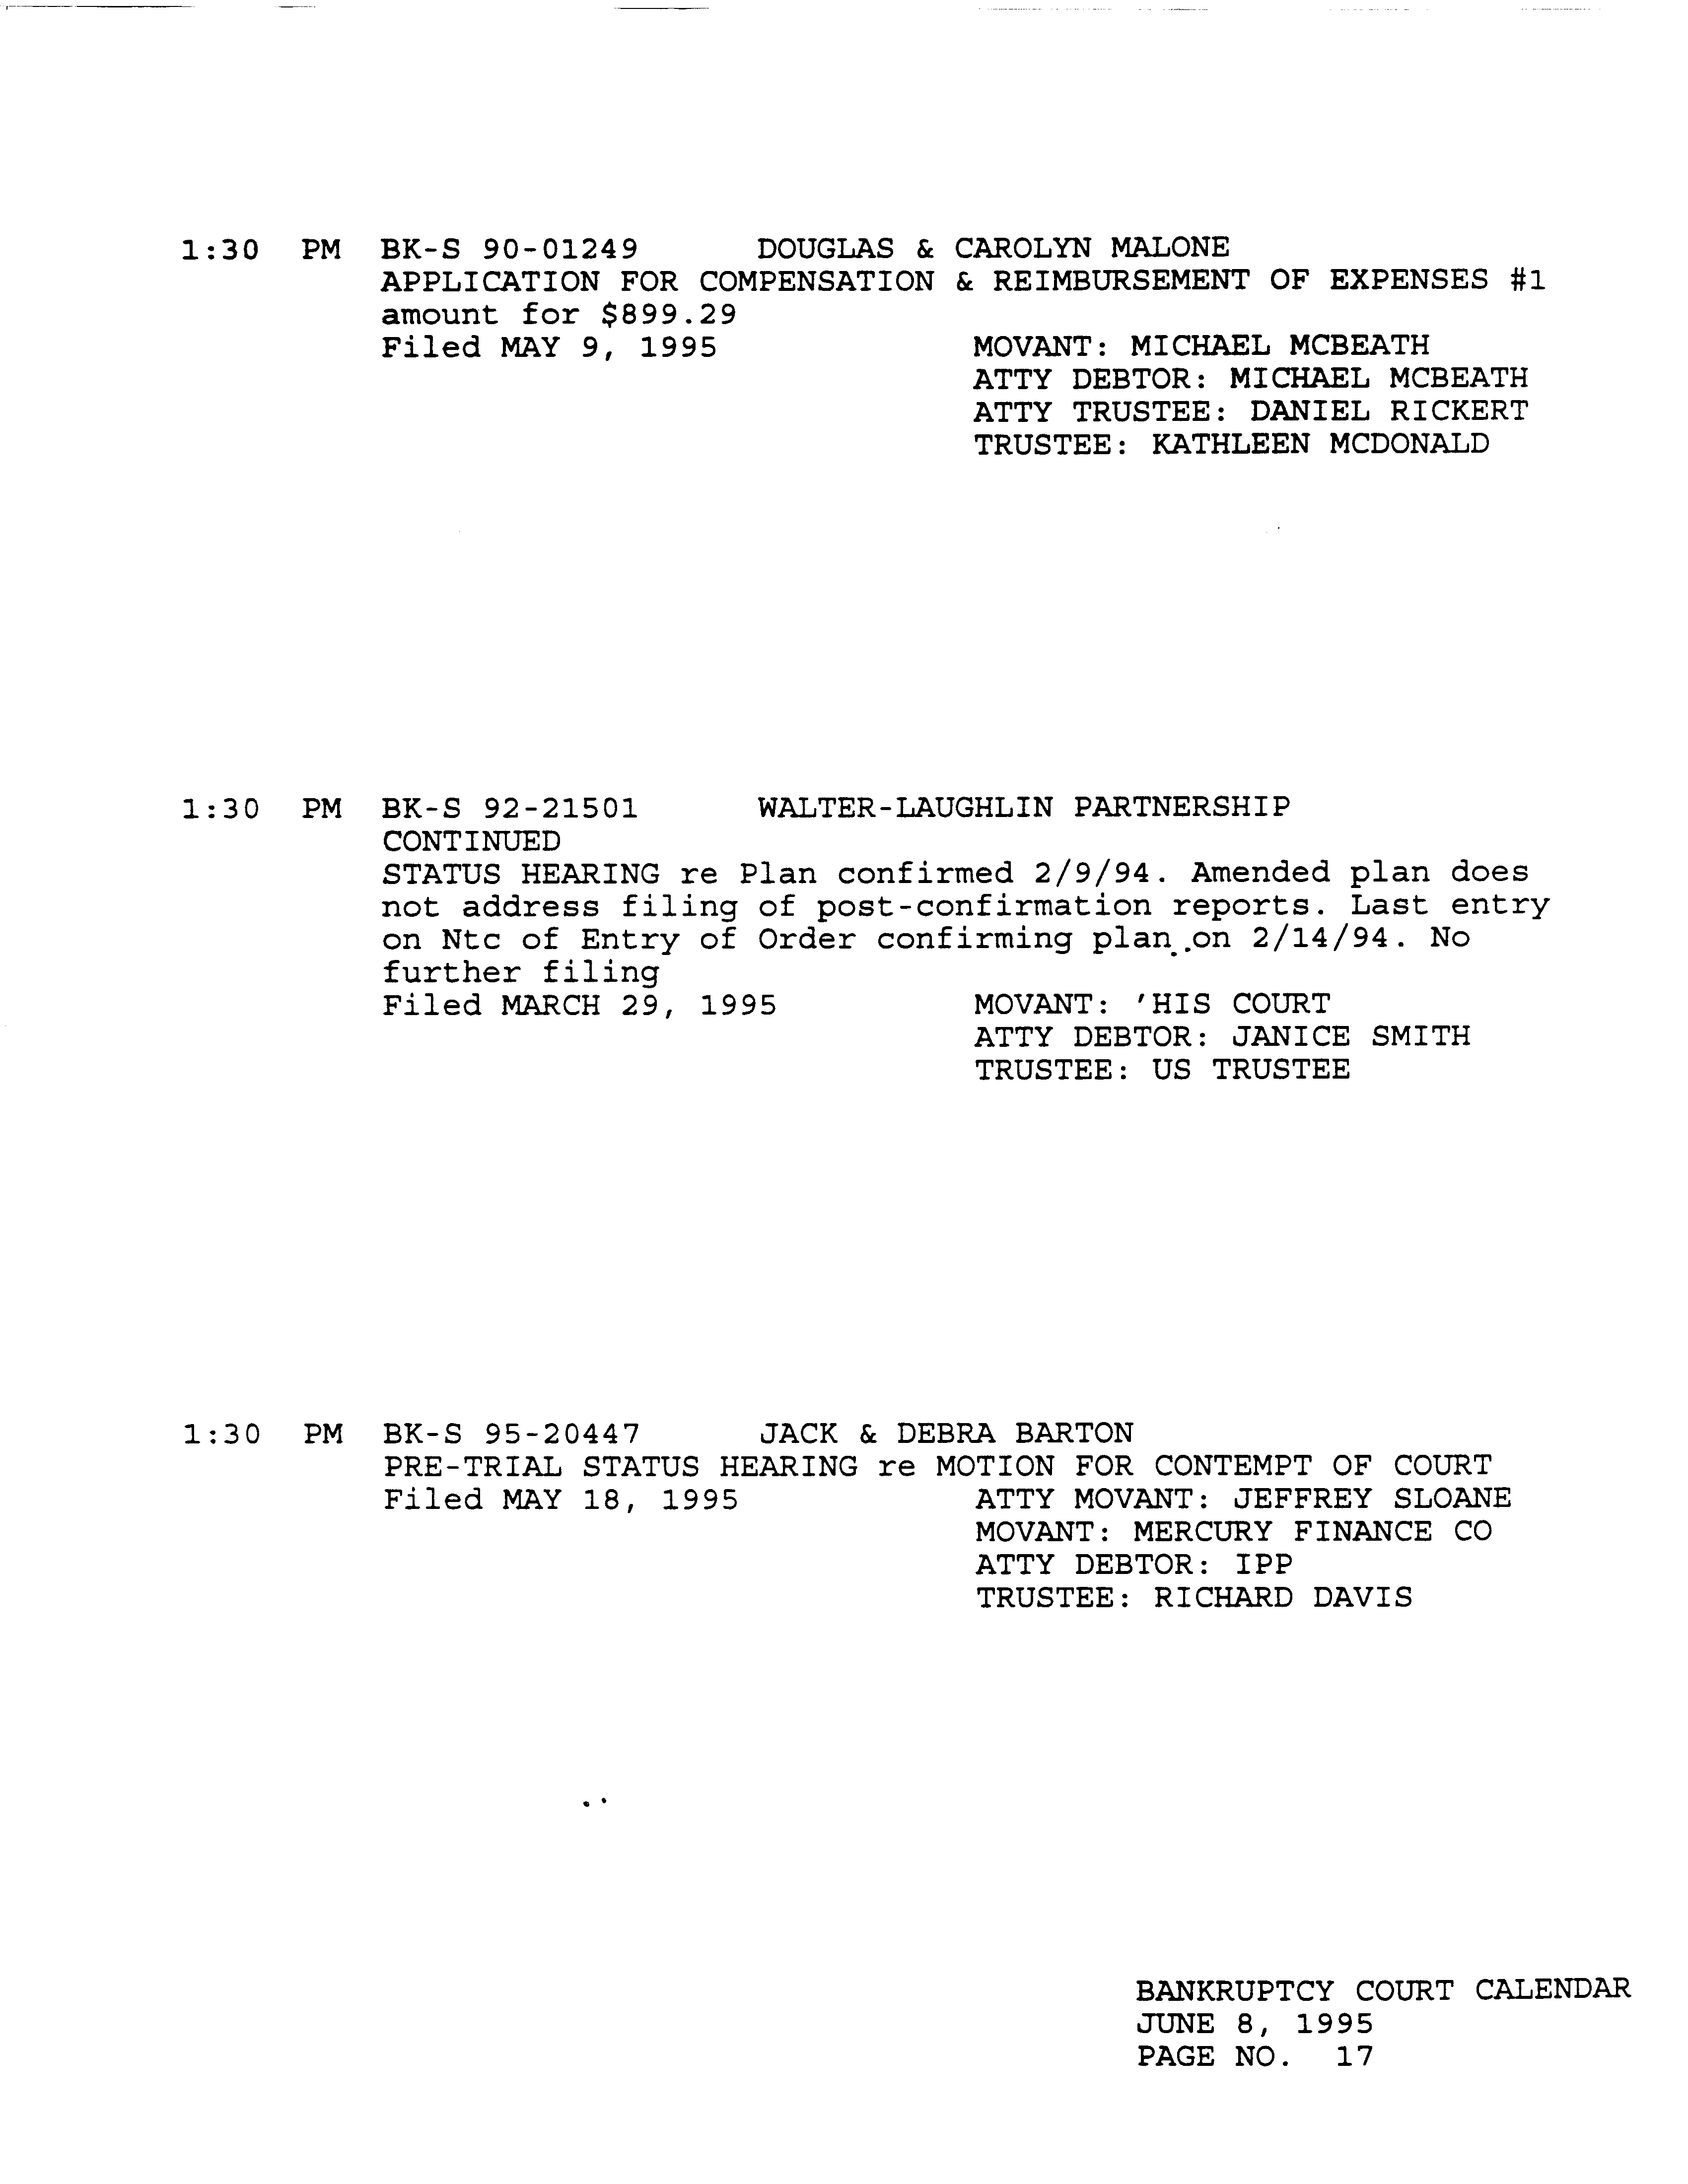 1:30 PM BK-S 90-01249 DOUGLAS & CAROLYN MALONE
APPLICATION FOR COMPENSATION & REIMBURSEMENT OF EXPENSES #1
amount for $899.29
Filed MAY 9, 1995 MOVANT: MICHAEL MCBEATH
ATTY DEBTOR: MICHAEL MCBEATH
ATTY TRUSTEE: DANIEL RICKERT
TRUSTEE: KATHLEEN MCDONALD
1:30 PM BK-S 92-21501 WALTER-LAUGHLIN PARTNERSHIP
CONTINUED
STATUS HEARING re Plan confirmed 2/9/94. Amended plan does
not address filing of post-confirmation reports. Last entry
on Ntc of Entry of Order confirming plan on 2/14/94. No
further filing
Filed MARCH 29, 1995 MOVANT: 'HIS COURT
ATTY DEBTOR: JANICE SMITH
TRUSTEE: US TRUSTEE
1:30 PM BK-S 95-20447 JACK & DEBRA BARTON
PRE-TRIAL STATUS HEARING re MOTION FOR CONTEMPT OF COURT
Filed MAY 18, 1995 ATTY MOVANT: JEFFREY SLOANE
MOVANT: MERCURY FINANCE CO
ATTY DEBTOR: IPP
TRUSTEE: RICHARD DAVIS
BANKRUPTCY COURT CALENDAR
JUNE 8, 1995
PAGE NO. 17